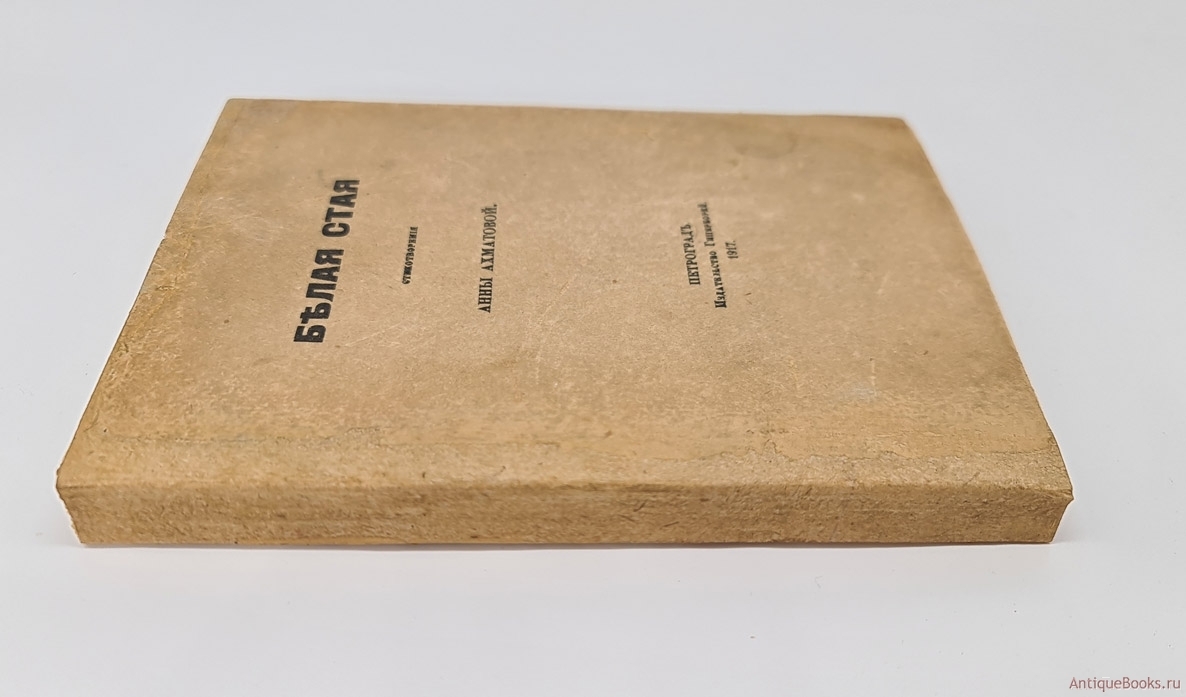 БѢЛАЯ СТАЯ
СТИХОТВОРЕНІЯ
АННЫ АХМАТОВОЙ.
ПЕТРОГРАДЪ.
Издательство Гиперборей.
1917.
AntiqueBooks.ru